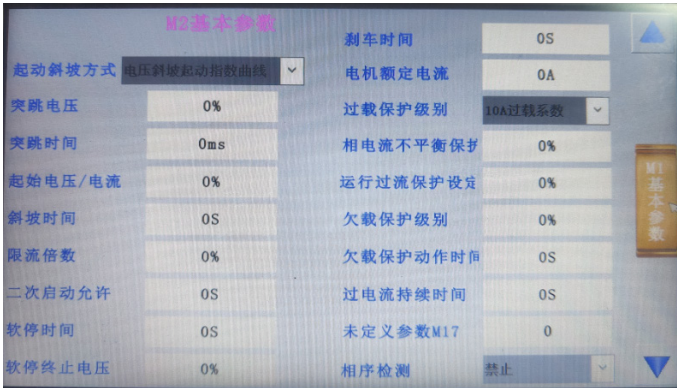 M2基本参数
起动斜坡方式 电压斜坡起动指数曲线
突跳电压 0%
突跳时间 0ms
起始电压/电流 0%
斜坡时间 0S
限流倍数 0%
二次启动允许 0S
软停时间 0S
软停终止电压 0%
刹车时间 0S
电机额定电流 0A
过载保护级别 10A过载系数
相电流不平衡保护 0%
运行过流保护设定 0%
欠载保护级别 0%
欠载保护动作时间 0S
过电流持续时间 0S
未定义参数M17 0
相序检测 禁止
M1基本参数